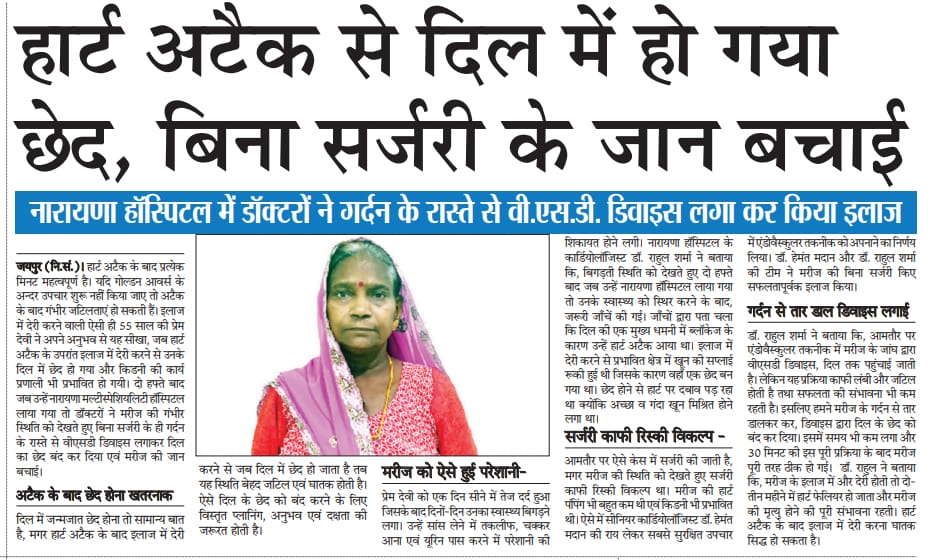 हार्ट अटैक से दिल में हो गया
छेद, बिना सर्जरी के जान बचाई
नारायणा हॉस्पिटल में डॉक्टरों ने गर्दन के रास्ते से वी.एस.डी. डिवाइस लगा कर किया इलाज
जयपुर (नि.सं.)। हार्ट अटैक के बाद प्रत्येक
मिनट महत्वपूर्ण है। यदि गोल्डन आवर्स के
अन्दर उपचार शुरू नहीं किया जाए तो अटैक
के बाद गंभीर जटिलताएं हो सकती हैं। इलाज
में देरी करने वाली ऐसी ही 55 साल की प्रेम
देवी ने अपने अनुभव से यह सीखा, जब हार्ट
अटैक के उपरांत इलाज में देरी करने से उनके
दिल में छेद हो गया और किडनी की कार्य
प्रणाली भी प्रभावित हो गयी। दो हफ्ते बाद
जब उन्हें नारायणा मल्टीस्पेशियलिटी हॉस्पिटल
लाया गया तो डॉक्टरों ने मरीज की गंभीर
स्थिति को देखते हुए बिना सर्जरी के ही गर्दन
के रास्ते से वीएसडी डिवाइस लगाकर दिल
का छेद बंद कर दिया एवं मरीज की जान
बचाई।
अटैक के बाद छेद होना खतरनाक
दिल में जन्मजात छेद होना तो सामान्य बात
है, मगर हार्ट अटैक के बाद इलाज में देरी
करने से जब दिल में छेद हो जाता है तब
यह स्थिति बेहद जटिल एवं घातक होती है।
ऐसे दिल के छेद को बंद करने के लिए
विस्तृत प्लानिंग, अनुभव एवं दक्षता की
जरूरत होती है।
मरीज को ऐसे हुई परेशानी-
प्रेम देवी को एक दिन सीने में तेज दर्द हुआ
जिसके बाद दिनों-दिन उनका स्वास्थ्य बिगड़ने
लगा। उन्हें सांस लेने में तकलीफ, चक्कर
आना एवं यूरिन पास करने में परेशानी की
शिकायत होने लगी। नारायणा हॉस्पिटल के
कार्डियोलॉजिस्ट डॉ. राहुल शर्मा ने बताया
कि, बिगड़ती स्थिति को देखते हुए दो हफ्ते
बाद जब उन्हें नारायणा हॉस्पिटल लाया गया
तो उनके स्वास्थ्य को स्थिर करने के बाद,
जरूरी जाँचें की गई। जाँचों द्वारा पता चला
कि दिल की एक मुख्य धमनी में ब्लॉकेज के
कारण उन्हें हार्ट अटैक आया था। इलाज में
देरी करने से प्रभावित क्षेत्र में खून की सप्लाई
रूकी हुई थी जिसके कारण वहाँ एक छेद बन
गया था। छेद होने से हार्ट पर दबाव पड़ रहा
था क्योंकि अच्छा व गंदा खून मिश्रित होने
लगा था।
सर्जरी काफी रिस्की विकल्प -
आमतौर पर ऐसे केस में सर्जरी की जाती है,
मगर मरीज की स्थिति को देखते हुए सर्जरी
काफी रिस्की विकल्प था। मरीज की हार्ट
पंपिंग भी बहुत कम थी एवं किडनी भी प्रभावित
थी। ऐसे में सीनियर कार्डियोलॉजिस्ट डॉ. हेमंत
मदान की राय लेकर सबसे सुरक्षित उपचार
में एंडोवैस्कुलर तकनीक को अपनाने का निर्णय
लिया। डॉ. हेमंत मदान और डॉ. राहुल शर्मा
की टीम ने मरीज की बिना सर्जरी किए
सफलतापूर्वक इलाज किया।
गर्दन से तार डाल डिवाइस लगाई
डॉ. राहुल शर्मा ने बताया कि, आमतौर पर
एंडोवैस्कुलर तकनीक में मरीज के जांघ द्वारा
वीएसडी डिवाइस, दिल तक पहुंचाई जाती
है। लेकिन यह प्रक्रिया काफी लंबी और जटिल
होती है तथा सफलता की संभावना भी कम
रहती है। इसलिए हमने मरीज के गर्दन से तार
डालकर कर, डिवाइस द्वारा दिल के छेद को
बंद कर दिया। इसमें समय भी कम लगा और
30 मिनट की इस पूरी प्रक्रिया के बाद मरीज
पूरी तरह ठीक हो गई। डॉ. राहुल ने बताया
कि, मरीज के इलाज में और देरी होती तो दो-
तीन महीने में हार्ट फेलियर हो जाता और मरीज
की मृत्यु होने की पूरी संभावना रहती। हार्ट
अटैक के बाद इलाज में देरी करना घातक
सिद्ध हो सकता है।